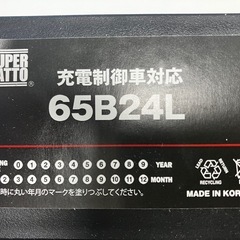 SUPER
NATTO
充電制御車対応
65B24L
0 1 2 3 4 5 6 7 8 9 YEAR
1 2 3 4 5 6 7 8 9 10 11 12 MONTH
時に丸い年月のマークを塗りつぶしてください。
RECYCLING
MADE IN KOR